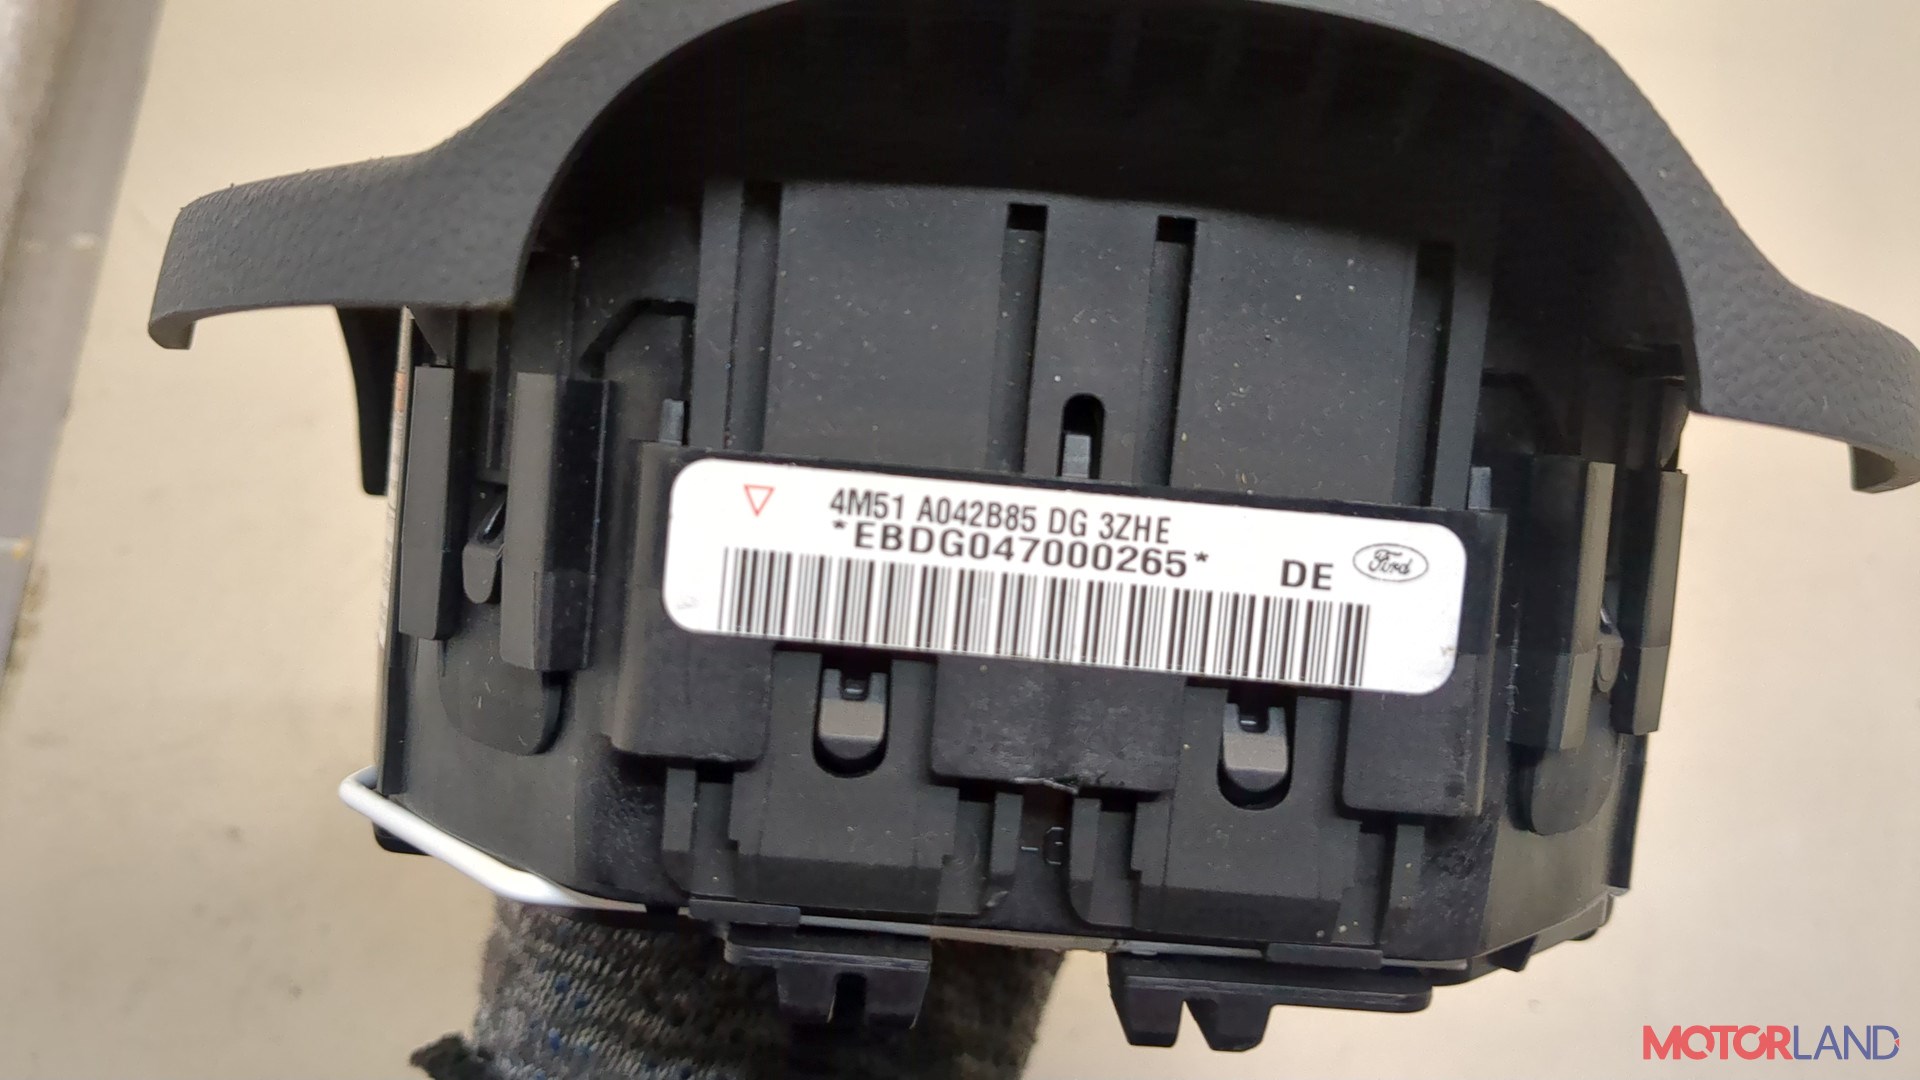 4M51 A042B85 DG 3ZHE
*EBDG047000265*
DE Ford
MOTORLAND